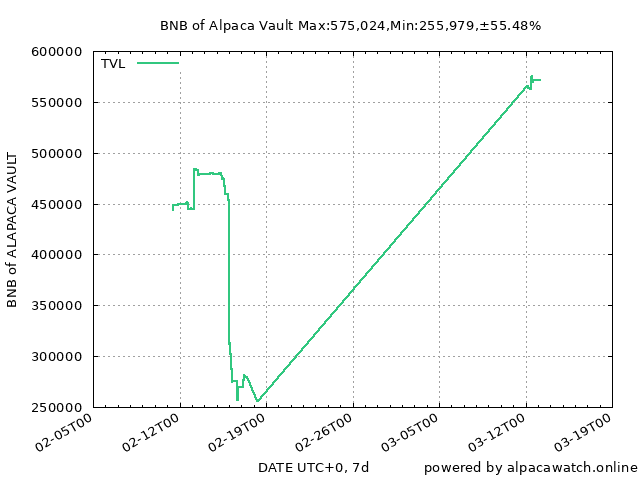 BNB of Alpaca Vault Max:575,024,Min:255,979,±55.48%
600000
TVL
550000
500000
450000
400000
350000
300000
250000
BNB of ALAPACA VAULT
02-05T00
02-12T00
02-19T00
02-26T00
03-05T00
03-12T00
03-19T00
DATE UTC+0, 7d
powered by alpacawatch.online